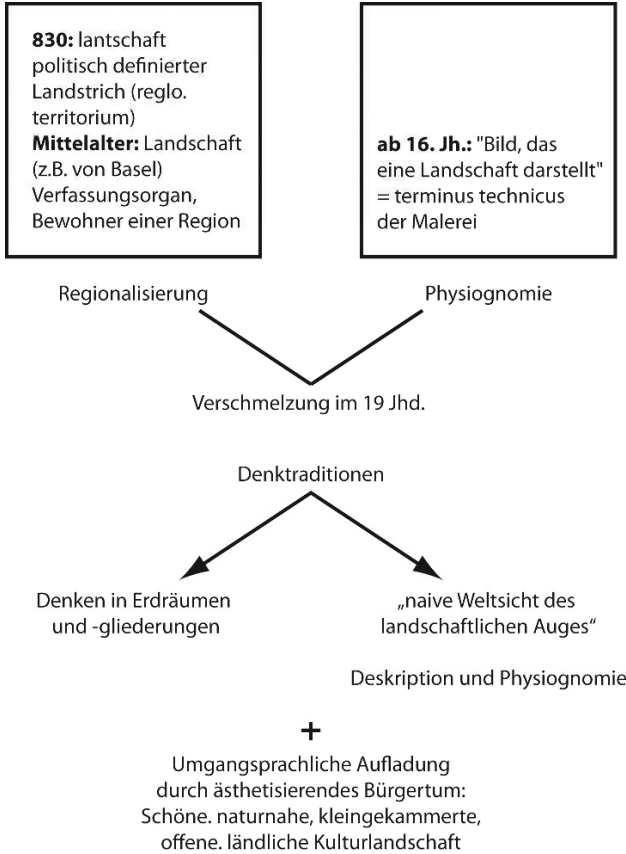 830: lantschaft
politisch definierter
Landstrich (reglo.
territorium)
Mittelalter: Landschaft
(z.B. von Basel)
Verfassungsorgan,
Bewohner einer Region
ab 16. Jh.: "Bild, das
eine Landschaft darstellt"
= terminus technicus
der Malerei
Regionalisierung
Physiognomie
Verschmelzung im 19 Jhd.
Denktraditionen
Denken in Erdräumen
und -gliederungen
„naive Weltsicht des
landschaftlichen Auges“
Deskription und Physiognomie
+
Umgangsprachliche Aufladung
durch ästhetisierendes Bürgertum:
Schöne. naturnahe, kleingekammerte,
offene. ländliche Kulturlandschaft